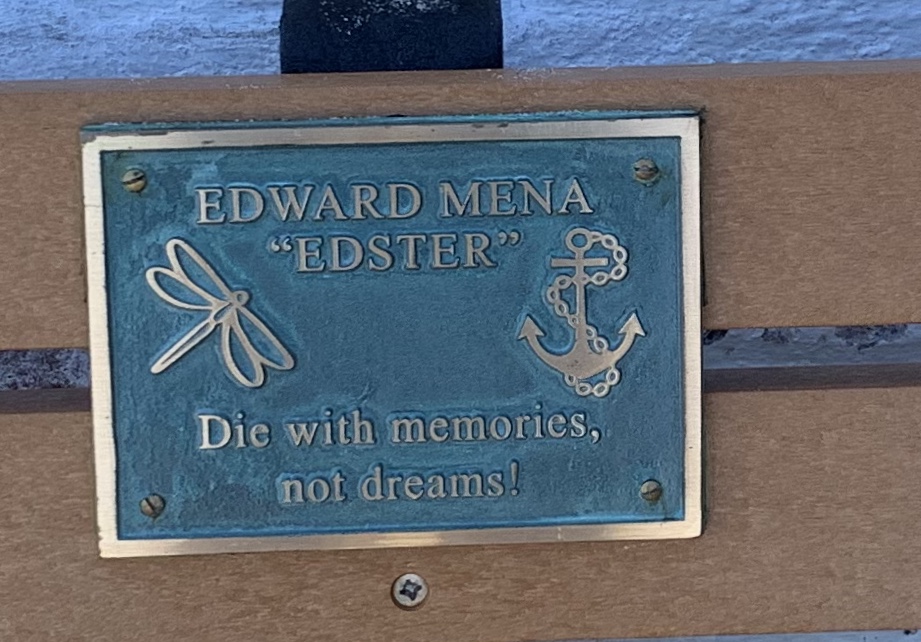 EDWARD MENA
“EDSTER”
Die with memories,
not dreams!